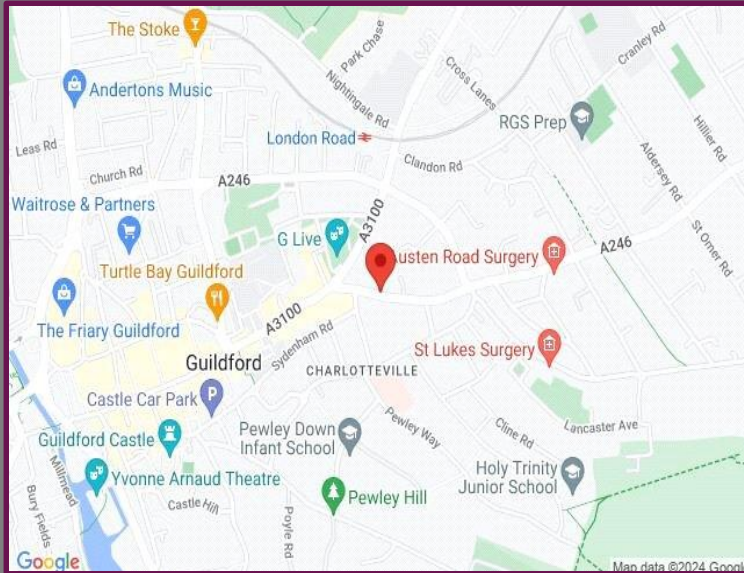 The Stoke
Park Chase
Cranley Rd
Cross Lanes
Andertons Music
Nightingale Rd
RGS Prep
Hillier Rd
London Road
Leas Rd
Clandon Rd
Aldersey Rd
Church Rd
A246
St Omer Rd
Waitrose & Partners
A3100
G Live
A246
usten Road Surgery
Turtle Bay Guildford
The Friary Guildford
A3100
Sydenham Rd
St Lukes Surgery
Guildford
CHARLOTTEVILLE
Castle Car Park
Pewley Way
Lancaster Ave
Guildford Castle
Pewley Down
Infant School
Cline Rd
Millmead
Yvonne Arnaud Theatre
Holy Trinity
Junior School
Bury Fields
Castle Hill
Pewley Hill
Poyle Rd
Google
Map data ©2024 Google